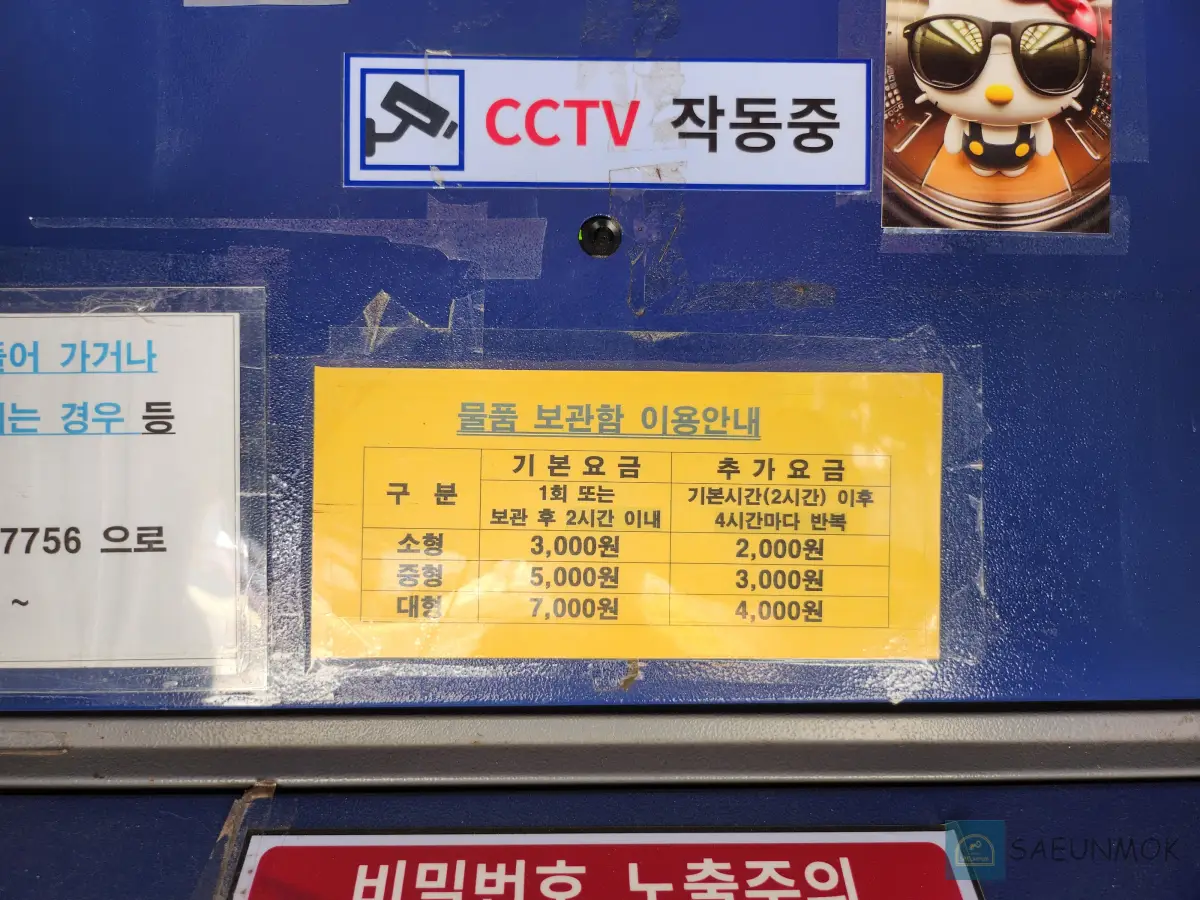 CCTV 작동중
가거나
는 경우 등
7756 으로
~
물품 보관함 이용안내
구 분
기 본 요 금
추 가 요 금
1회 또는
보관 후 2시간 이내
기본시간(2시간) 이후
4시간마다 반복
소형 3,000원 2,000원
중형 5,000원 3,000원
대형 7,000원 4,000원
비밀번호 노출주의
SAEUNMOK